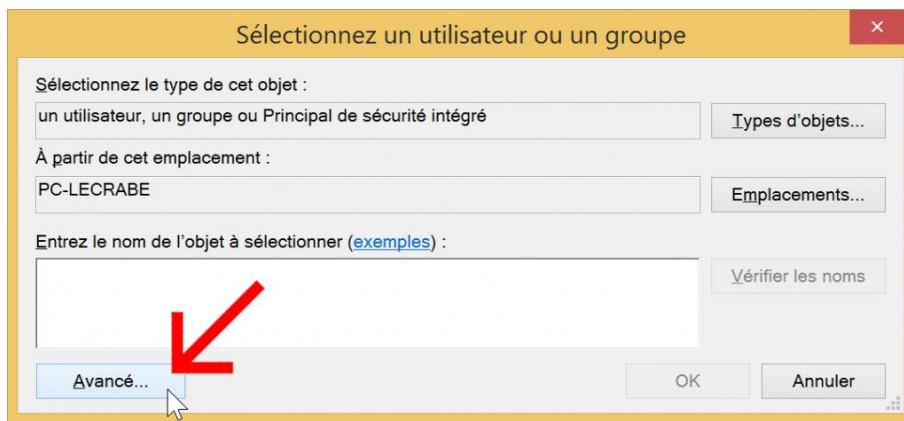 Sélectionnez un utilisateur ou un groupe
Sélectionnez le type de cet objet :
un utilisateur, un groupe ou Principal de sécurité intégré
Types d’objets...
À partir de cet emplacement :
PC-LECRABE
Emplacements...
Entrez le nom de l’objet à sélectionner (exemples) :
Vérifier les noms
Avancé...
OK
Annuler